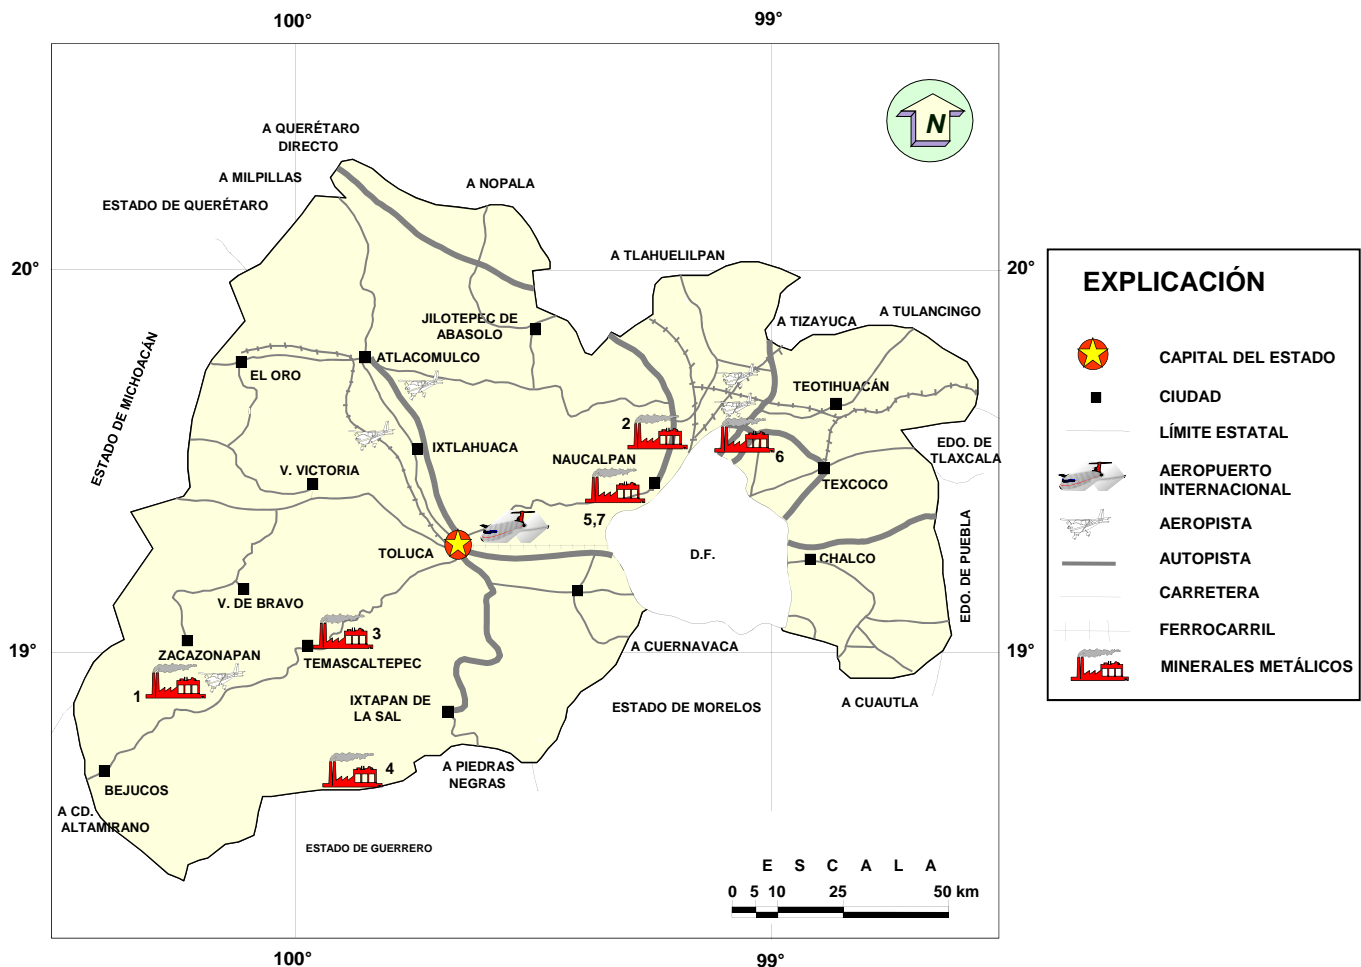 100°
99°
N
A QUERÉTARO
DIRECTO
A MILPILLAS
A NOPALA
ESTADO DE QUERÉTARO
A TLAHUELILPAN
20°
20°
EXPLICACIÓN
A TULANCINGO
A TIZAYUCA
JILOTEPEC DE
ABASOLO
ATLACOMULCO
EL ORO
TEOTIHUACÁN
ESTADO DE MICHOACÁN
CAPITAL DEL ESTADO
CIUDAD
LÍMITE ESTATAL
AEROPUERTO
INTERNACIONAL
AEROPISTA
AUTOPISTA
CARRETERA
FERROCARRIL
MINERALES METÁLICOS
2
6
EDO. DE
TLAXCALA
IXTLAHUACA
NAUCALPAN
V. VICTORIA
TEXCOCO
5,7
TOLUCA
D.F.
CHALCO
EDO. DE PUEBLA
V. DE BRAVO
3
ZACAZONAPAN
TEMASCALTEPEC
A CUERNAVACA
19°
19°
1
IXTAPAN DE
LA SAL
ESTADO DE MORELOS
A CUAUTLA
4
A PIEDRAS
NEGRAS
BEJUCOS
A CD.
ALTAMIRANO
ESTADO DE GUERRERO
E S C A L A
0 5 10 25 50 km
100°
99°